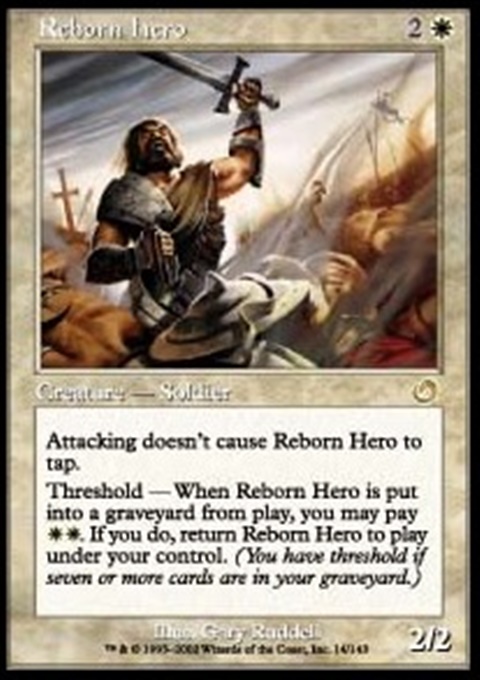 Reborn Hero 2
Creature — Soldier
Attacking doesn't cause Reborn Hero to
tap.
Threshold — When Reborn Hero is put
into a graveyard from play, you may pay
. If you do, return Reborn Hero to play
under your control. (You have threshold if
seven or more cards are in your graveyard.)
Illus. Gary Ruddell
™ & © 1993-2002 Wizards of the Coast, Inc. 14/143
2/2